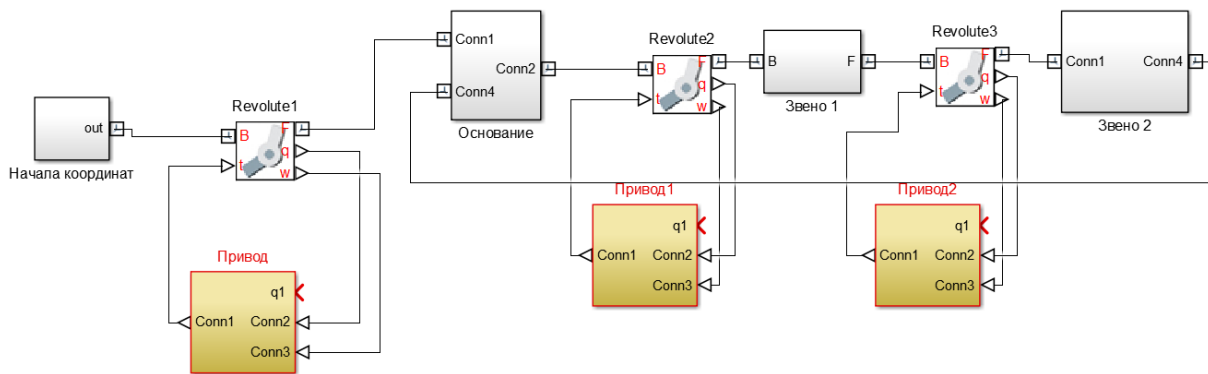 Conn1
Conn2
Conn4
Основание
Revolute2
B
F
q
t
w
B
F
Звено 1
Revolute3
B
F
q
t
w
Conn1
Conn4
Звено 2
out
Начала координат
Revolute1
B
F
q
t
w
Привод
q1
Conn1
Conn2
Conn3
Привод1
q1
Conn1
Conn2
Conn3
Привод2
q1
Conn1
Conn2
Conn3